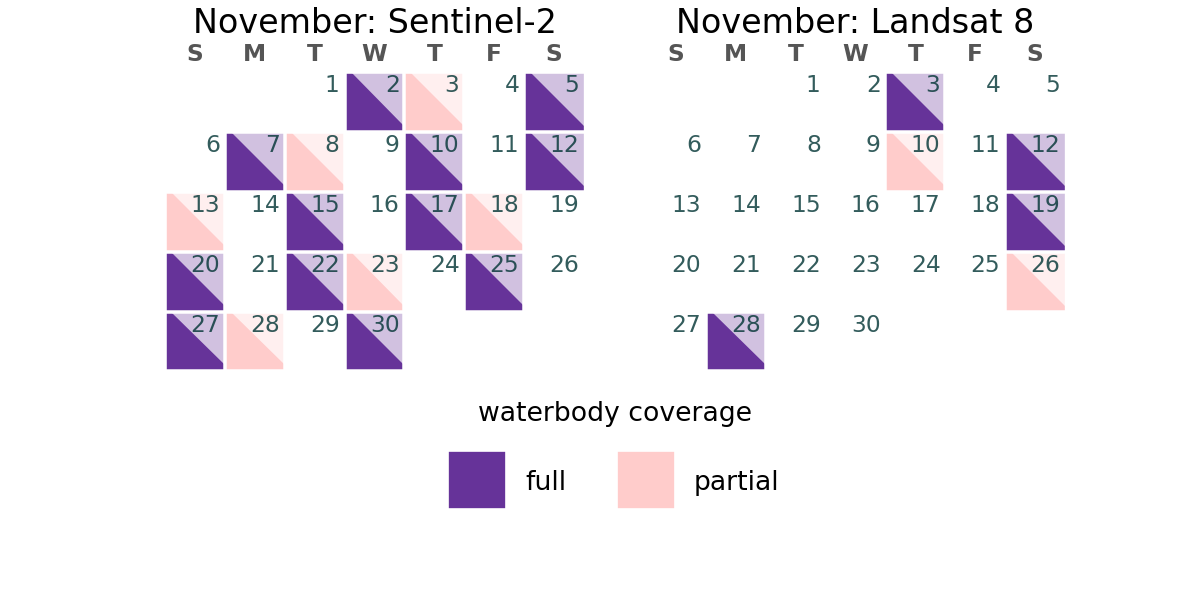 November: Sentinel-2
S M T W T F S
1 2 3 4 5
6 7 8 9 10 11 12
13 14 15 16 17 18 19
20 21 22 23 24 25 26
27 28 29 30
November: Landsat 8
S M T W T F S
1 2 3 4 5
6 7 8 9 10 11 12
13 14 15 16 17 18 19
20 21 22 23 24 25 26
27 28 29 30
waterbody coverage
full partial